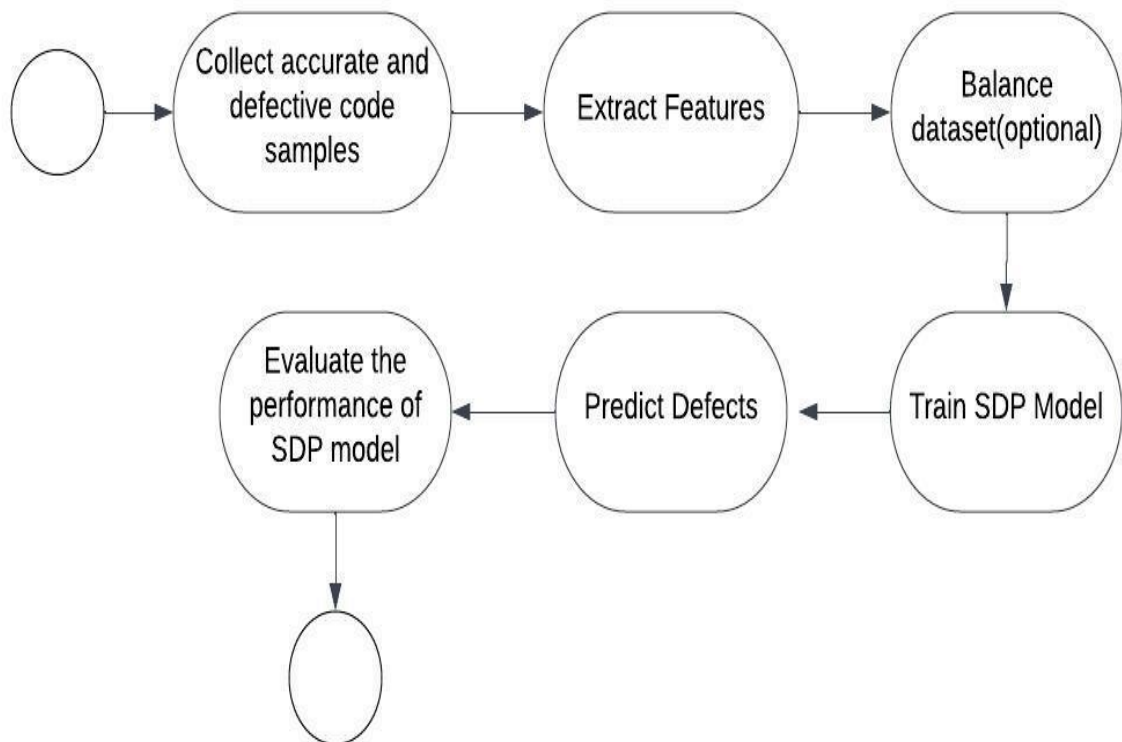 Collect accurate and
defective code
samples
Extract Features
Balance
dataset(optional)
Train SDP Model
Predict Defects
Evaluate the
performance of
SDP model